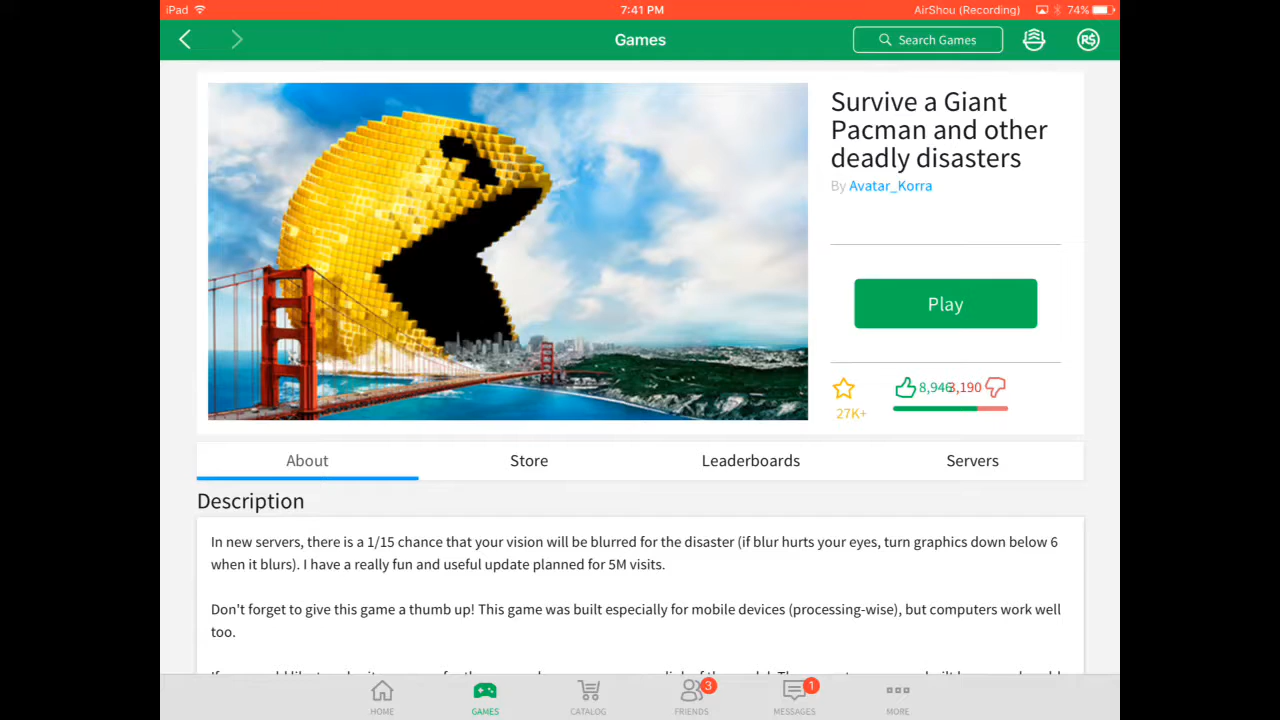 iPad
7:41 PM
AirShou (Recording)
74%
Games
Search Games
R$
Survive a Giant
Pacman and other
deadly disasters
By Avatar_Korra
Play
27K+
8,946
3,190
About
Store
Leaderboards
Servers
Description
In new servers, there is a 1/15 chance that your vision will be blurred for the disaster (if blur hurts your eyes, turn graphics down below 6
when it blurs). I have a really fun and useful update planned for 5M visits.
Don't forget to give this game a thumb up! This game was built especially for mobile devices (processing-wise), but computers work well
too.
HOME
GAMES
CATALOG
3
FRIENDS
1
MESSAGES
MORE